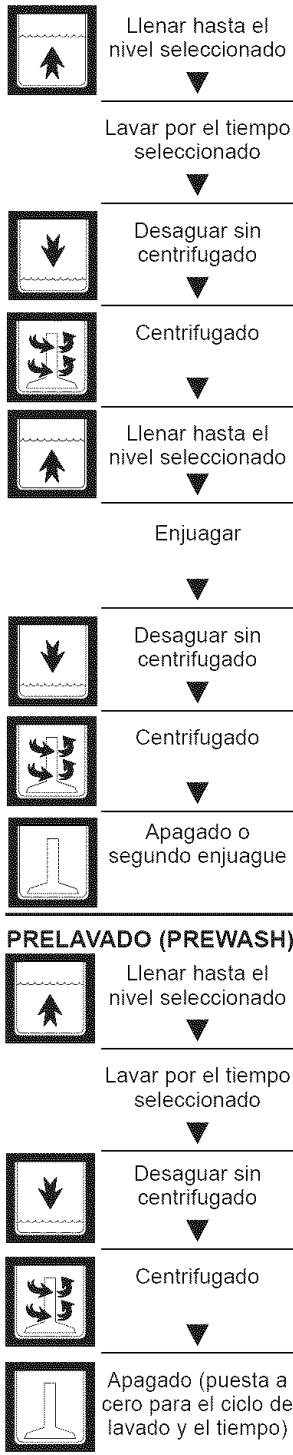 Llenar hasta el
nivel seleccionado
Lavar por el tiempo
seleccionado
Desaguar sin
centrifugado
Centrifugado
Llenar hasta el
nivel seleccionado
Enjuagar
Desaguar sin
centrifugado
Centrifugado
Apagado o
segundo enjuague
PRELAVADO (PREWASH)
Llenar hasta el
nivel seleccionado
Lavar por el tiempo
seleccionado
Desaguar sin
centrifugado
Centrifugado
Apagado (puesta a
cero para el ciclo de
lavado y el tiempo)